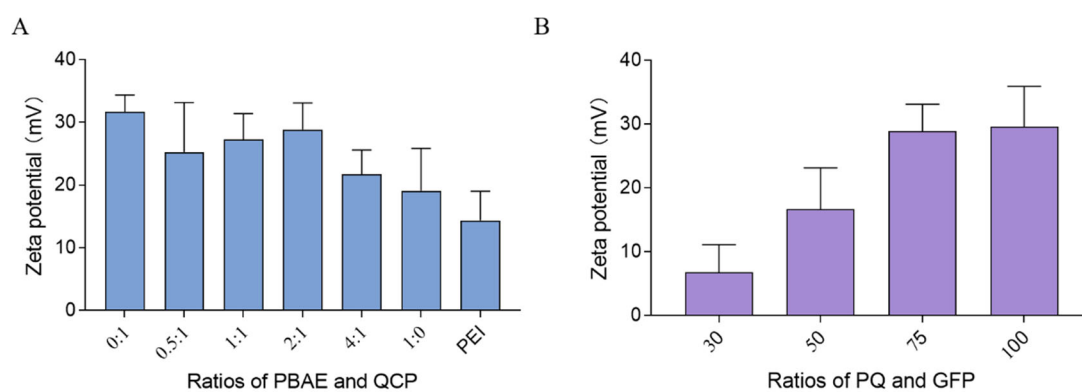 A
Zeta potential (mV)
40
30
20
10
0
0:1 0.5:1 1:1 2:1 4:1 1:0 PEI
Ratios of PBAE and QCP
B
Zeta potential (mV)
40
30
20
10
0
30 50 75 100
Ratios of PQ and GFP